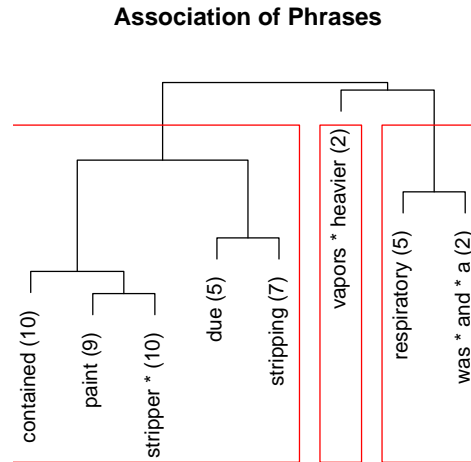 Association of Phrases
contained (10)
paint (9)
stripper * (10)
due (5)
stripping (7)
vapors * heavier (2)
respiratory (5)
was * and * a (2)